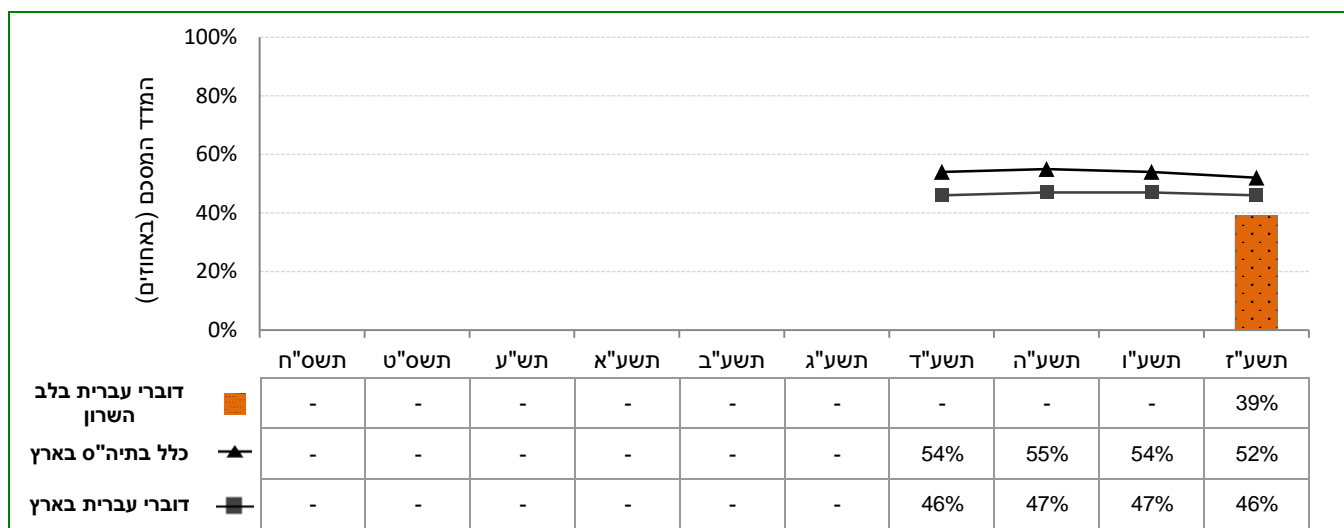 100%
80%
60%
40%
20%
0%
המדד המסכם (באחוזים)
תשס"ח תשס"ט תש"ע תשע"א תשע"ב תשע"ג תשע"ד תשע"ה תשע"ו תשע"ז
דוברי עברית בלב השרון - - - - - - - - - 39%
כלל בתיה"ס בארץ - - - - - - 54% 55% 54% 52%
דוברי עברית בארץ - - - - - - 46% 47% 47% 46%